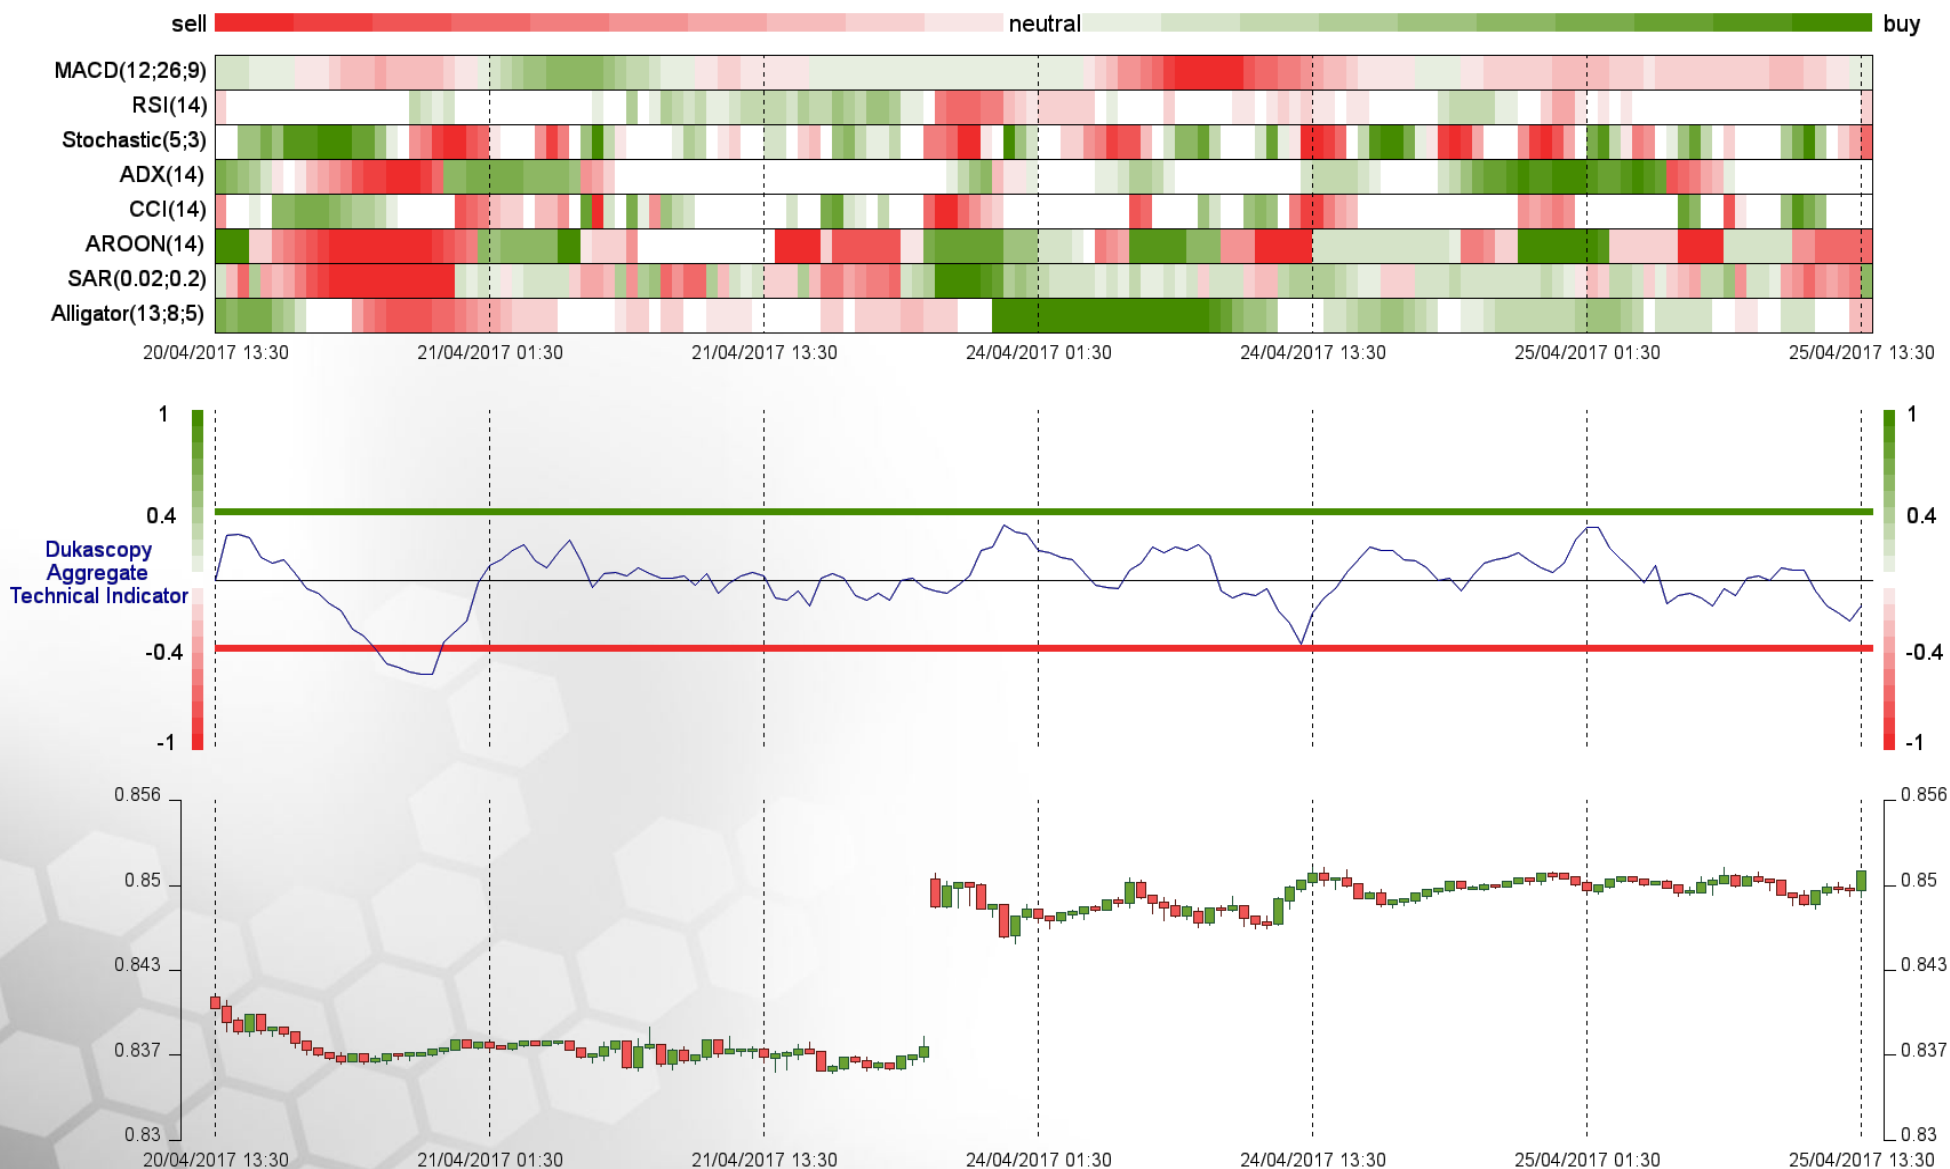 sell neutral buy
MACD(12;26;9)
RSI(14)
Stochastic(5;3)
ADX(14)
CCI(14)
AROON(14)
SAR(0.02;0.2)
Alligator(13;8;5)
20/04/2017 13:30 21/04/2017 01:30 21/04/2017 13:30 24/04/2017 01:30 24/04/2017 13:30 25/04/2017 01:30 25/04/2017 13:30
1 1
0.4 0.4
Dukascopy
Aggregate
Technical Indicator
-0.4 -0.4
-1 -1
0.856 0.856
0.85 0.85
0.843 0.843
0.837 0.837
0.83 0.83
20/04/2017 13:30 21/04/2017 01:30 21/04/2017 13:30 24/04/2017 01:30 24/04/2017 13:30 25/04/2017 01:30 25/04/2017 13:30